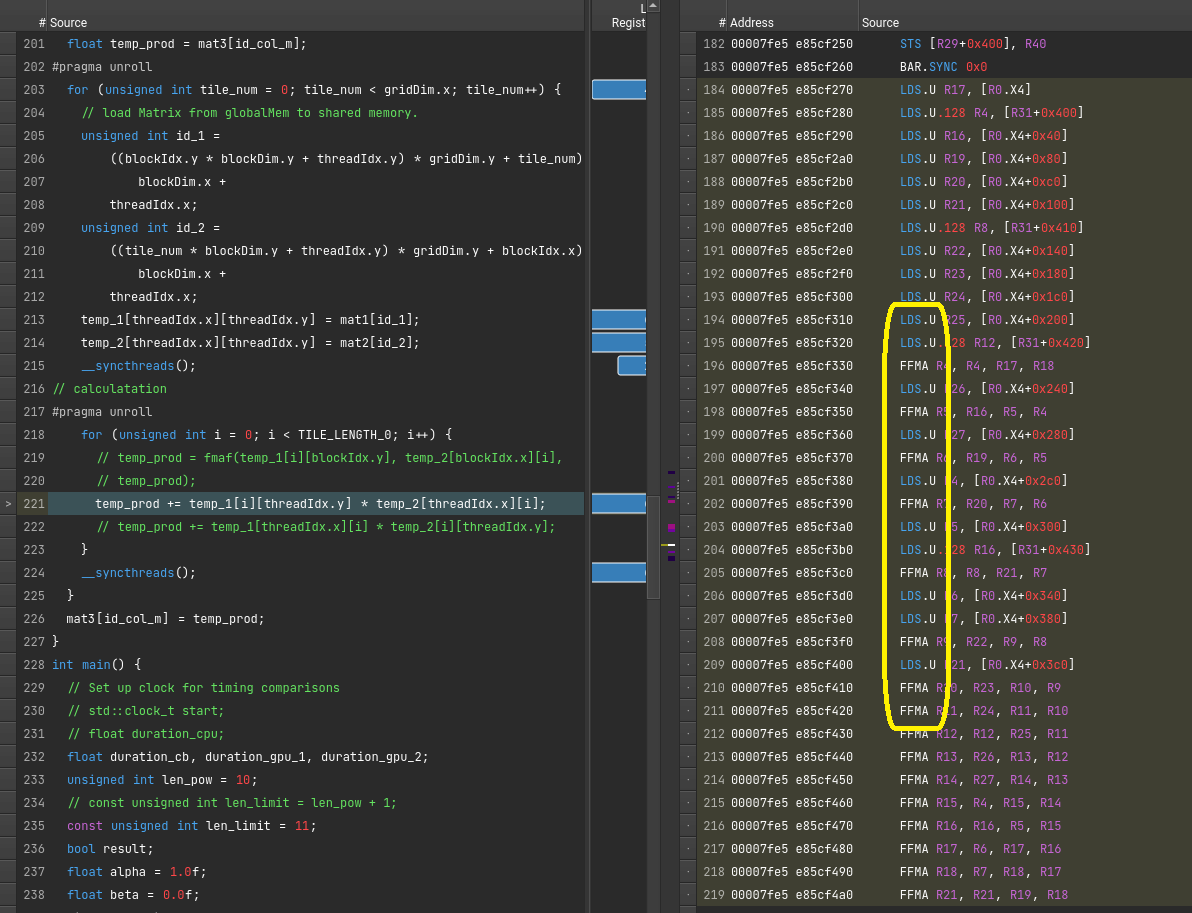 # Source
201 float temp_prod = mat3[id_col_m];
202 #pragma unroll
203 for (unsigned int tile_num = 0; tile_num < gridDim.x; tile_num++) {
204 // load Matrix from globalMem to shared memory.
205 unsigned int id_1 =
206 ((blockIdx.y * blockDim.y + threadIdx.y) * gridDim.y + tile_num)
207 blockDim.x +
208 threadIdx.x;
209 unsigned int id_2 =
210 ((tile_num * blockDim.y + threadIdx.y) * gridDim.y + blockIdx.x)
211 blockDim.x +
212 threadIdx.x;
213 temp_1[threadIdx.x][threadIdx.y] = mat1[id_1];
214 temp_2[threadIdx.x][threadIdx.y] = mat2[id_2];
215 __syncthreads();
216 // calculatation
217 #pragma unroll
218 for (unsigned int i = 0; i < TILE_LENGTH_0; i++) {
219 // temp_prod = fmaf(temp_1[i][blockIdx.y], temp_2[blockIdx.x][i],
220 // temp_prod);
> 221 temp_prod += temp_1[i][threadIdx.y] * temp_2[threadIdx.x][i];
222 // temp_prod += temp_1[threadIdx.x][i] * temp_2[i][threadIdx.y];
223 }
224 __syncthreads();
225 }
226 mat3[id_col_m] = temp_prod;
227 }
228 int main() {
229 // Set up clock for timing comparisons
230 // std::clock_t start;
231 // float duration_cpu;
232 float duration_cb, duration_gpu_1, duration_gpu_2;
233 unsigned int len_pow = 10;
234 // const unsigned int len_limit = len_pow + 1;
235 const unsigned int len_limit = 11;
236 bool result;
237 float alpha = 1.0f;
238 float beta = 0.0f;
L
Regist
# Address Source
182 00007fe5 e85cf250 STS [R29+0x400], R40
183 00007fe5 e85cf260 BAR.SYNC 0x0
184 00007fe5 e85cf270 LDS.U R17, [R0.X4]
185 00007fe5 e85cf280 LDS.U.128 R4, [R31+0x400]
186 00007fe5 e85cf290 LDS.U R16, [R0.X4+0x40]
187 00007fe5 e85cf2a0 LDS.U R19, [R0.X4+0x80]
188 00007fe5 e85cf2b0 LDS.U R20, [R0.X4+0xc0]
189 00007fe5 e85cf2c0 LDS.U R21, [R0.X4+0x100]
190 00007fe5 e85cf2d0 LDS.U.128 R8, [R31+0x410]
191 00007fe5 e85cf2e0 LDS.U R22, [R0.X4+0x140]
192 00007fe5 e85cf2f0 LDS.U R23, [R0.X4+0x180]
193 00007fe5 e85cf300 LDS.U R24, [R0.X4+0x1c0]
194 00007fe5 e85cf310 LDS.U R25, [R0.X4+0x200]
195 00007fe5 e85cf320 LDS.U.128 R12, [R31+0x420]
196 00007fe5 e85cf330 FFMA R4, R4, R17, R18
197 00007fe5 e85cf340 LDS.U R26, [R0.X4+0x240]
198 00007fe5 e85cf350 FFMA R5, R16, R5, R4
199 00007fe5 e85cf360 LDS.U R27, [R0.X4+0x280]
200 00007fe5 e85cf370 FFMA R6, R19, R6, R5
201 00007fe5 e85cf380 LDS.U R4, [R0.X4+0x2c0]
202 00007fe5 e85cf390 FFMA R7, R20, R7, R6
203 00007fe5 e85cf3a0 LDS.U R5, [R0.X4+0x300]
204 00007fe5 e85cf3b0 LDS.U.128 R16, [R31+0x430]
205 00007fe5 e85cf3c0 FFMA R8, R8, R21, R7
206 00007fe5 e85cf3d0 LDS.U R6, [R0.X4+0x340]
207 00007fe5 e85cf3e0 LDS.U R7, [R0.X4+0x380]
208 00007fe5 e85cf3f0 FFMA R9, R22, R9, R8
209 00007fe5 e85cf400 LDS.U R21, [R0.X4+0x3c0]
210 00007fe5 e85cf410 FFMA R10, R23, R10, R9
211 00007fe5 e85cf420 FFMA R11, R24, R11, R10
212 00007fe5 e85cf430 FFMA R12, R12, R25, R11
213 00007fe5 e85cf440 FFMA R13, R26, R13, R12
214 00007fe5 e85cf450 FFMA R14, R27, R14, R13
215 00007fe5 e85cf460 FFMA R15, R4, R15, R14
216 00007fe5 e85cf470 FFMA R16, R16, R5, R15
217 00007fe5 e85cf480 FFMA R17, R6, R17, R16
218 00007fe5 e85cf490 FFMA R18, R7, R18, R17
219 00007fe5 e85cf4a0 FFMA R21, R21, R19, R18